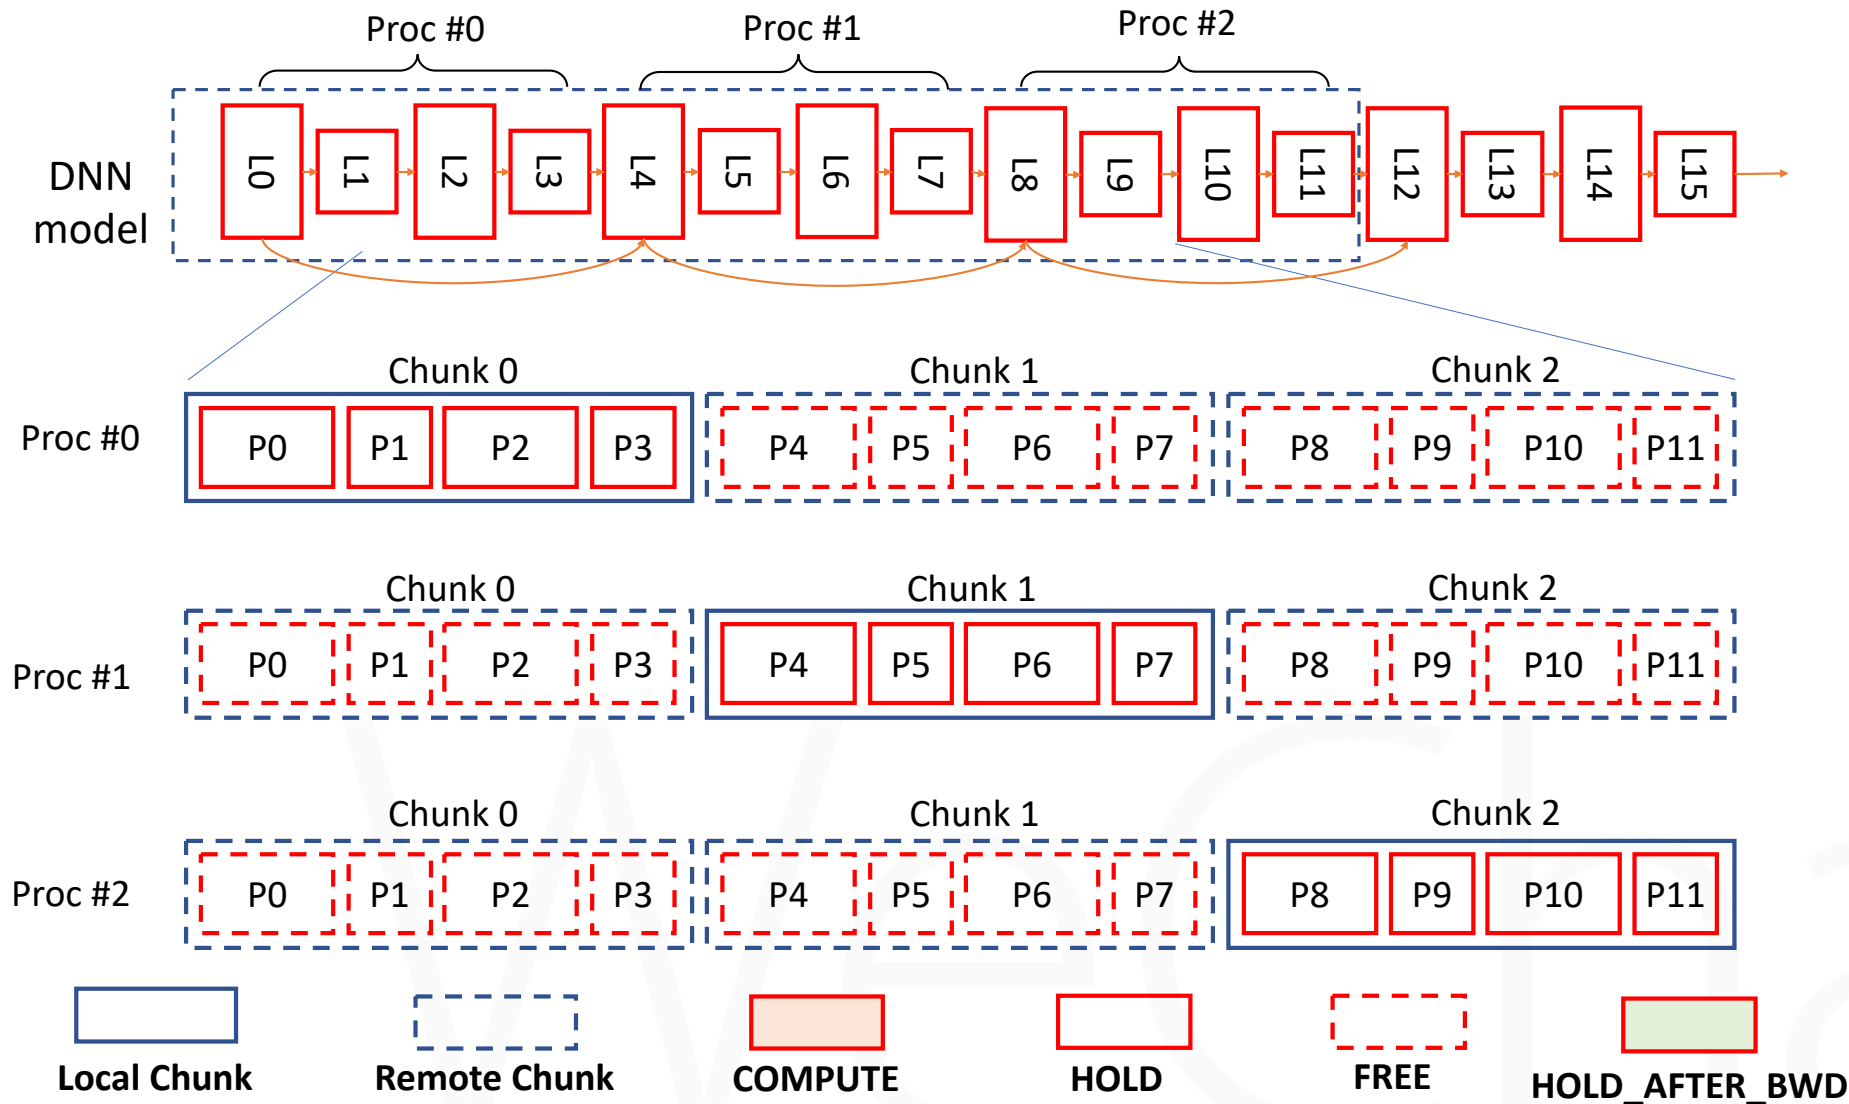 Proc #0 Proc #1 Proc #2
DNN model
L0 L1 L2 L3 L4 L5 L6 L7 L8 L9 L10 L11 L12 L13 L14 L15
Chunk 0 Chunk 1 Chunk 2
Proc #0 P0 P1 P2 P3 P4 P5 P6 P7 P8 P9 P10 P11
Chunk 0 Chunk 1 Chunk 2
Proc #1 P0 P1 P2 P3 P4 P5 P6 P7 P8 P9 P10 P11
Chunk 0 Chunk 1 Chunk 2
Proc #2 P0 P1 P2 P3 P4 P5 P6 P7 P8 P9 P10 P11
Local Chunk Remote Chunk COMPUTE HOLD FREE HOLD_AFTER_BWD
WeCha